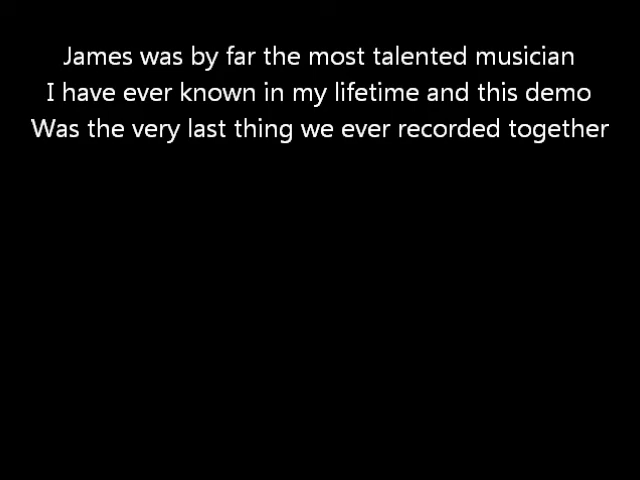 James was by far the most talented musician
I have ever known in my lifetime and this demo
Was the very last thing we ever recorded together